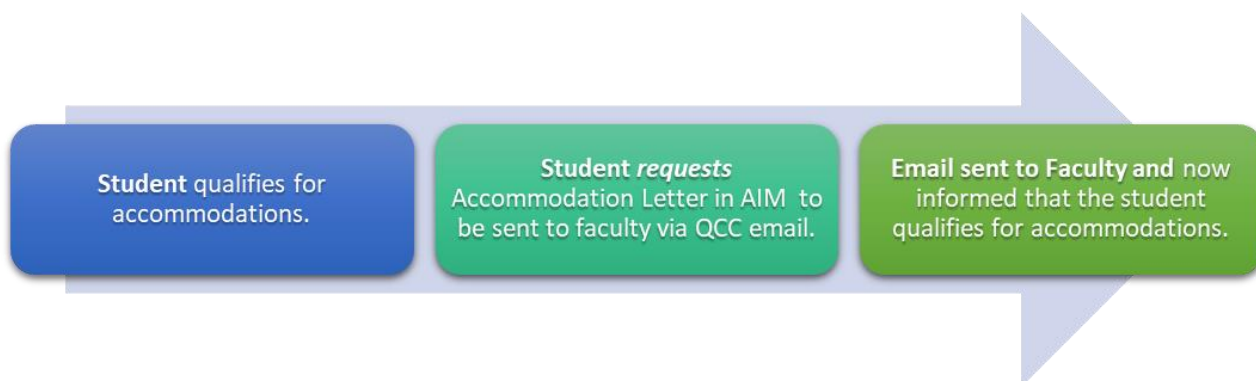 Student qualifies for
accommodations.
Student requests
Accommodation Letter in AIM to
be sent to faculty via QCC email.
Email sent to Faculty and now
informed that the student
qualifies for accommodations.